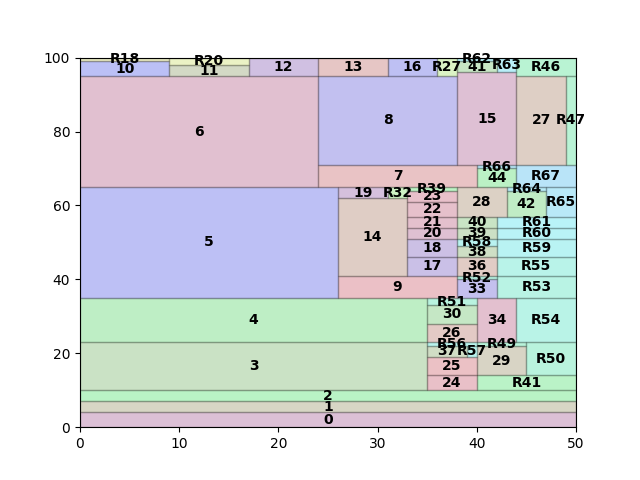 100 R18 R20 R62
10 11 12 13 16 R27 41 R63 R46
80 6 8 15 27 R47
7 R66 44 R67
60 19 R32 R39 23 28 R64 42 R65
22
5 14 21 40 R61
20 39 R60
18 R58 38 R59
40 17 36 R55
9 R52 33 R53
4 R51 30 34 R54
26
20 3 R56 37 R57 R49 29 R50
25
24 R41
2
1
0 0
0 10 20 30 40 50